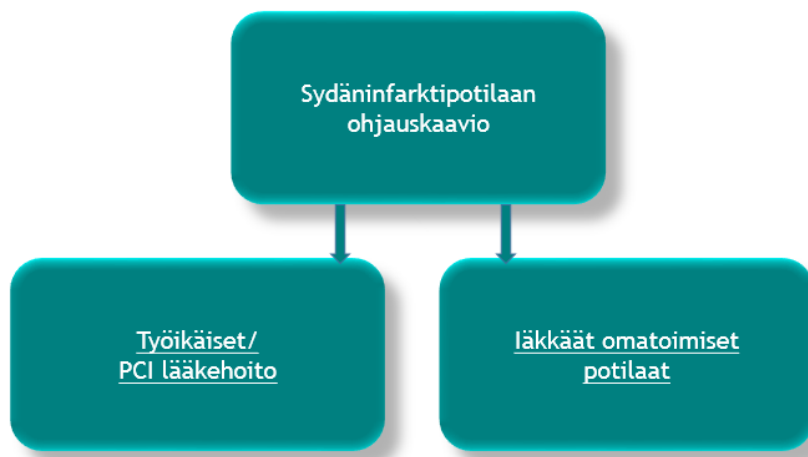 Sydäninfarktipotilaan
ohjauskaavio
Työikäiset/
PCI lääkehoito
Iäkkäät omatoimiset
potilaat